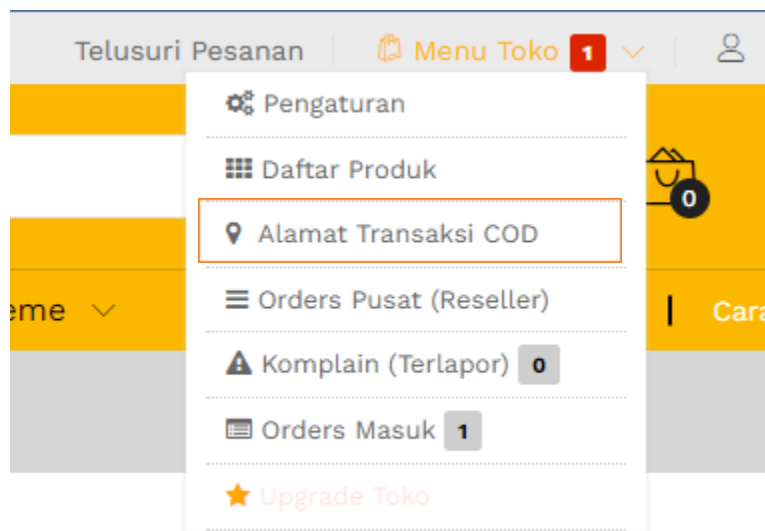 Telusuri Pesanan
Menu Toko 1
Pengaturan
Daftar Produk
0
Alamat Transaksi COD
Orders Pusat (Reseller)
eme
Cara
Komplain (Terlapor) 0
Orders Masuk 1
Upgrade Toko